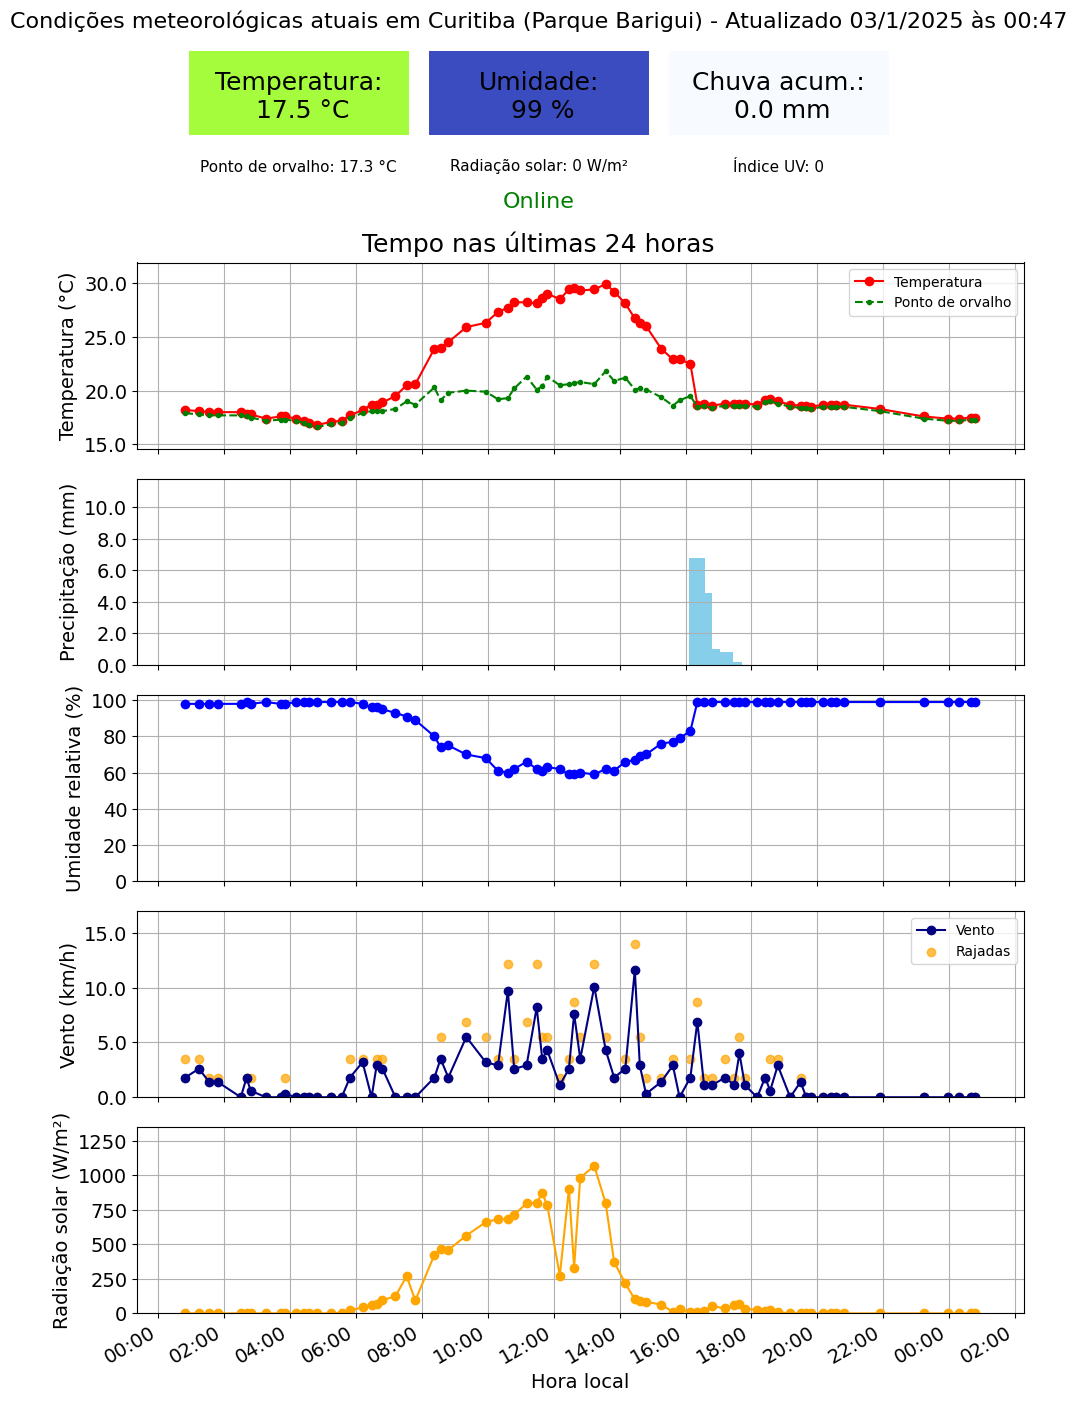 Condições meteorológicas atuais em Curitiba (Parque Barigui) - Atualizado 03/1/2025 às 00:47
Temperatura:
17.5 °C
Umidade:
99 %
Chuva acum.:
0.0 mm
Ponto de orvalho: 17.3 °C
Radiação solar: 0 W/m²
Índice UV: 0
Online
Tempo nas últimas 24 horas
Temperatura (°C)
30.0
25.0
20.0
15.0
Temperatura
Ponto de orvalho
Precipitação (mm)
10.0
8.0
6.0
4.0
2.0
0.0
Umidade relativa (%)
100
80
60
40
20
0
Vento (km/h)
15.0
10.0
5.0
0.0
Vento
Rajadas
Radiação solar (W/m²)
1250
1000
750
500
250
0
00:00 02:00 04:00 06:00 08:00 10:00 12:00 14:00 16:00 18:00 20:00 22:00 00:00 02:00
Hora local